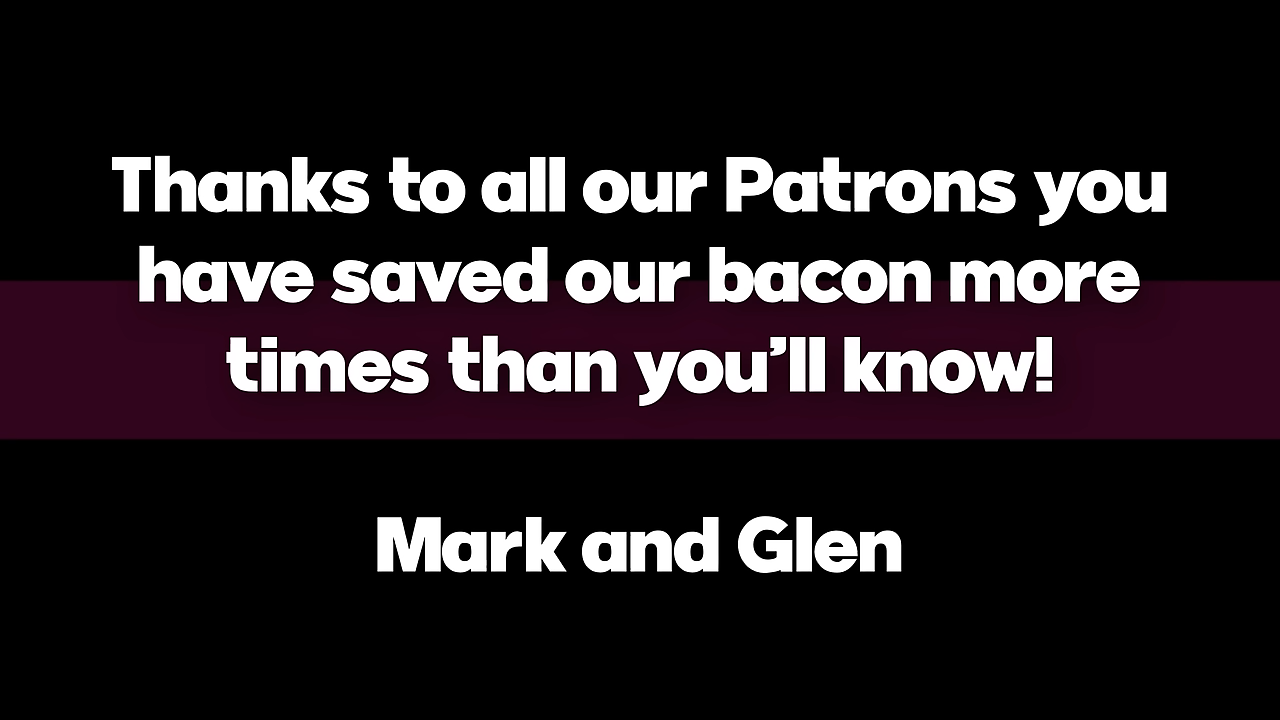 Thanks to all our Patrons you
have saved our bacon more
times than you’ll know!
Mark and Glen